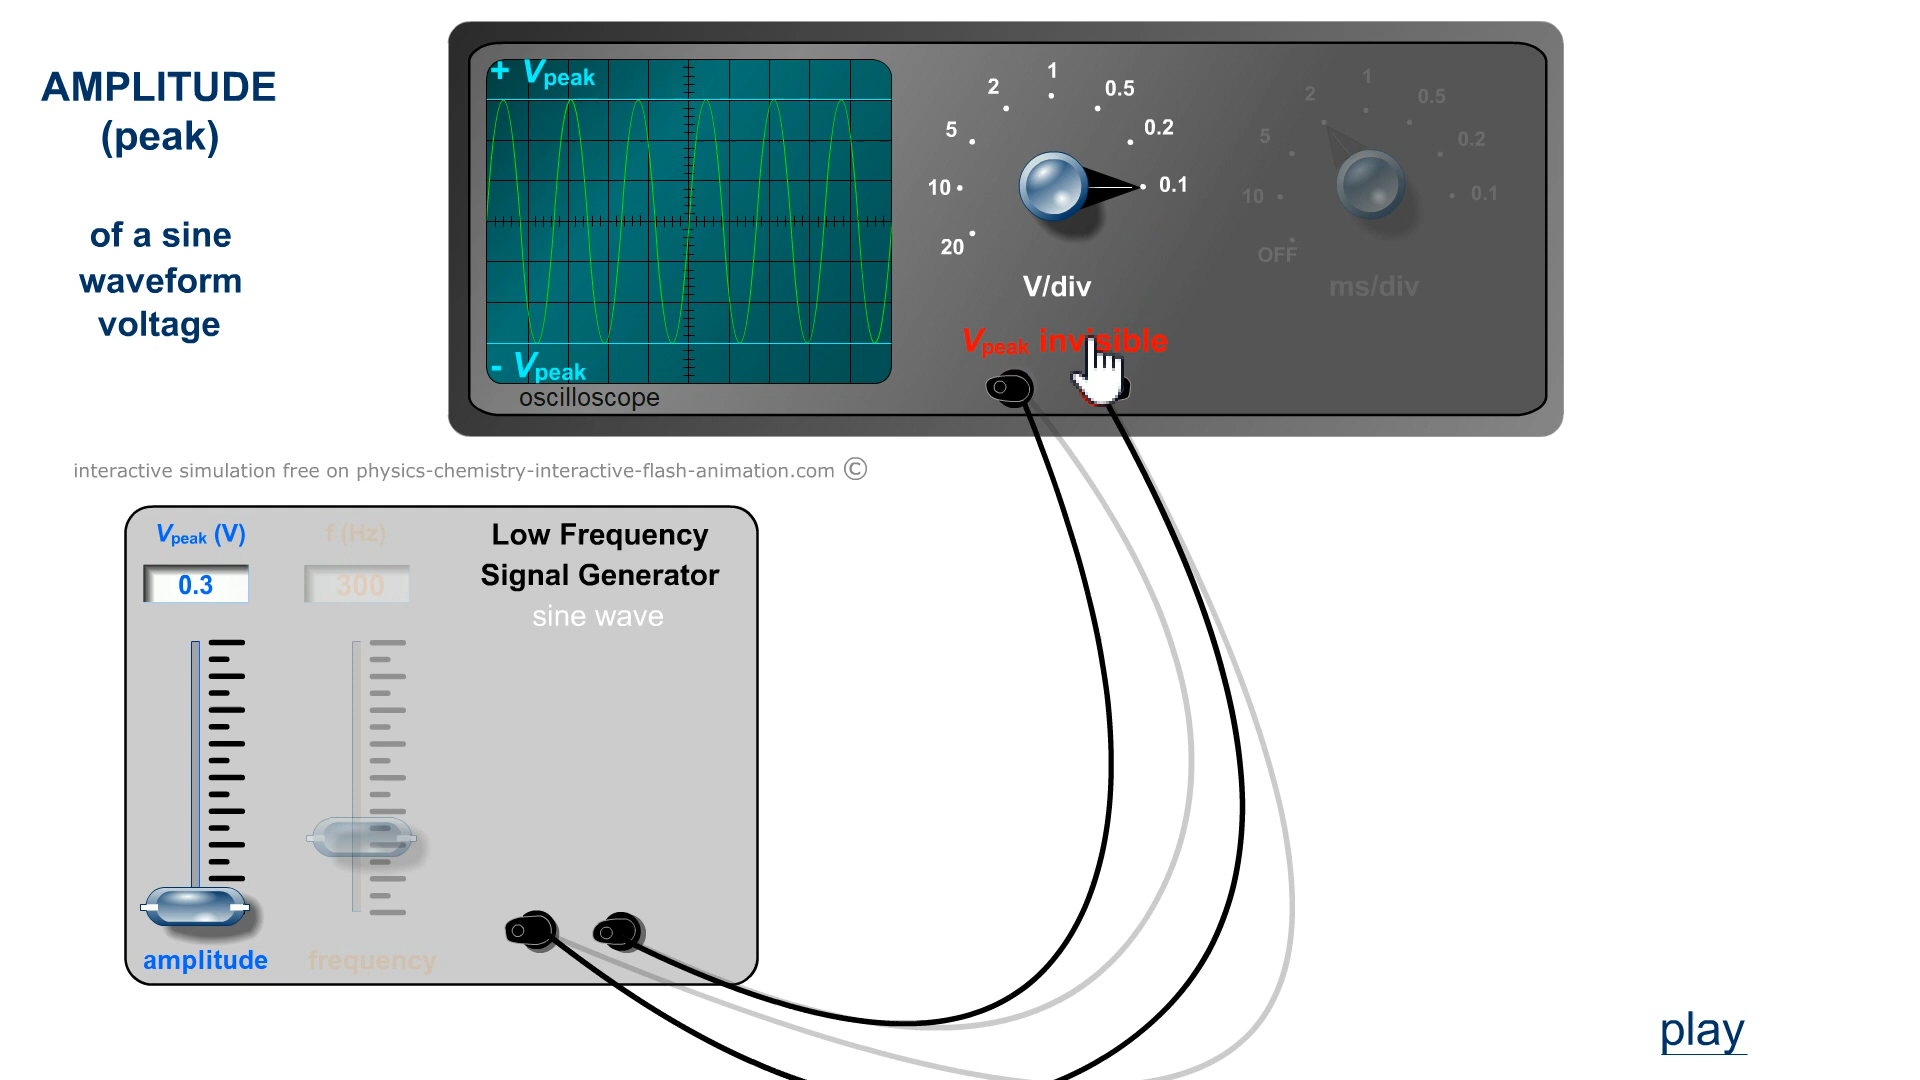 AMPLITUDE
(peak)
of a sine
waveform
voltage
+ Vpeak
- Vpeak
oscilloscope
20
10
5
2
1
0.5
0.2
0.1
V/div
OFF
10
5
2
1
0.5
0.2
0.1
ms/div
Vpeak invisible
interactive simulation free on physics-chemistry-interactive-flash-animation.com ©
Vpeak (V)
0.3
amplitude
f (Hz)
300
frequency
Low Frequency
Signal Generator
sine wave
play